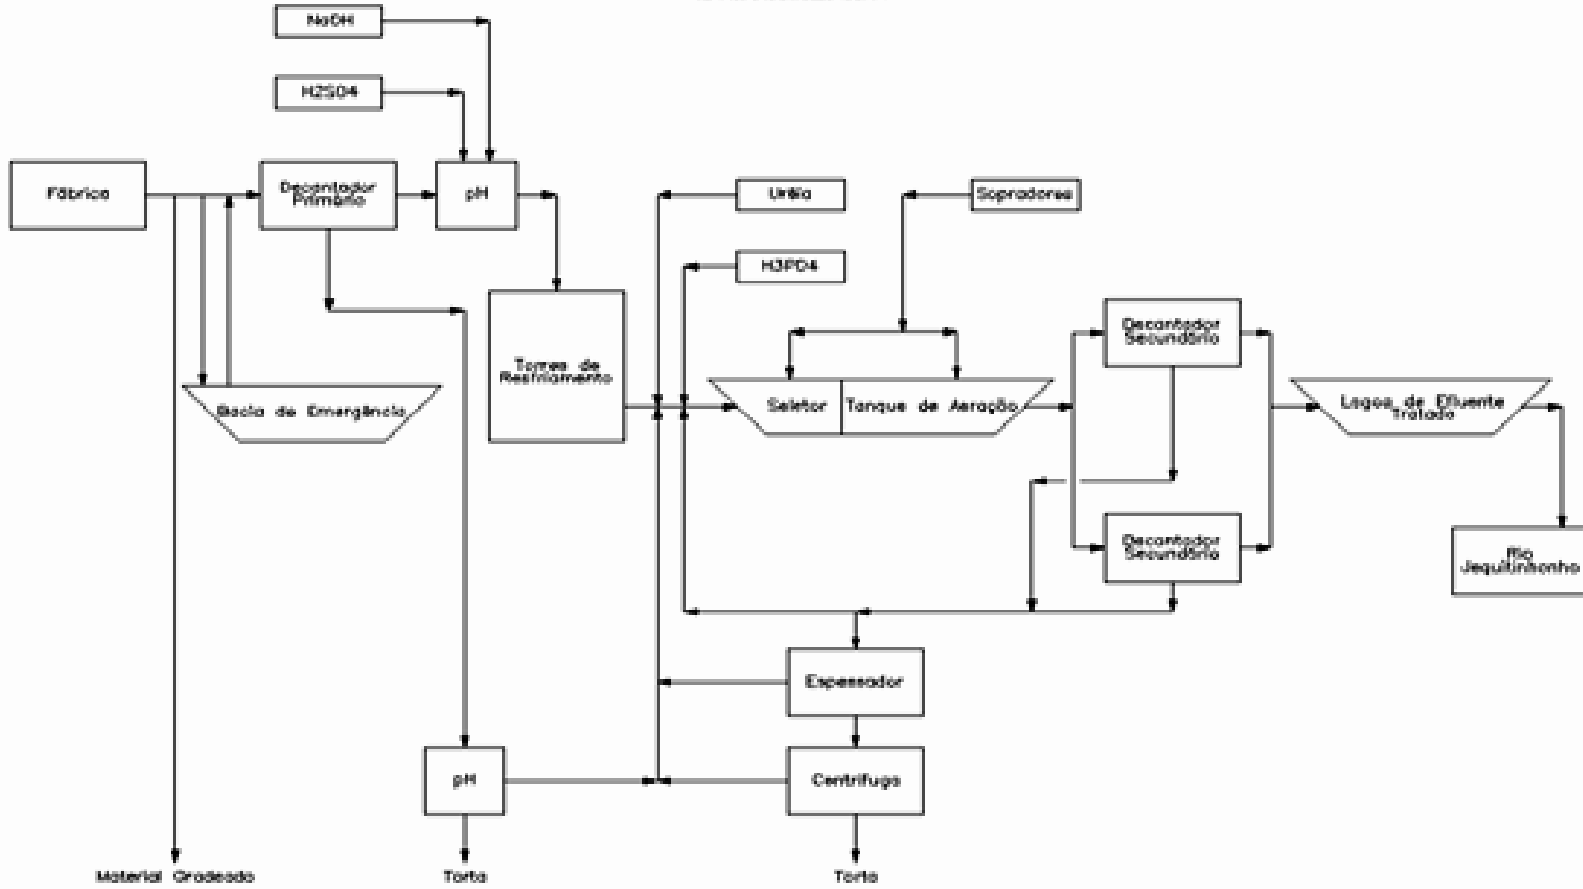 NaOH
H2SO4
Fábrica
Decantador
Primário
pH
Uréia
Sopradores
H3PO4
Torres de
Resfriamento
Bacia de Emergência
Seletor
Tanque de Aeração
Decantador
Secundário
Lagoa de Efluente
Tratado
Decantador
Secundário
Rio
Jequitinhonha
Espessador
pH
Centrífuga
Material Gradeado
Torta
Torta